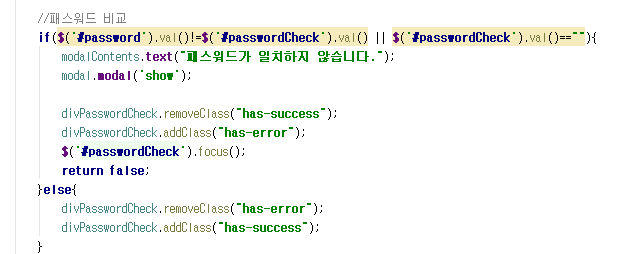 //패스워드 비교
if($('#password').val()!=$('#passwordCheck').val() || $('#passwordCheck').val()==""){
modalContents.text("패스워드가 일치하지 않습니다.");
modal.modal('show');
divPasswordCheck.removeClass("has-success");
divPasswordCheck.addClass("has-error");
$('#passwordCheck').focus();
return false;
}else{
divPasswordCheck.removeClass("has-error");
divPasswordCheck.addClass("has-success");
}